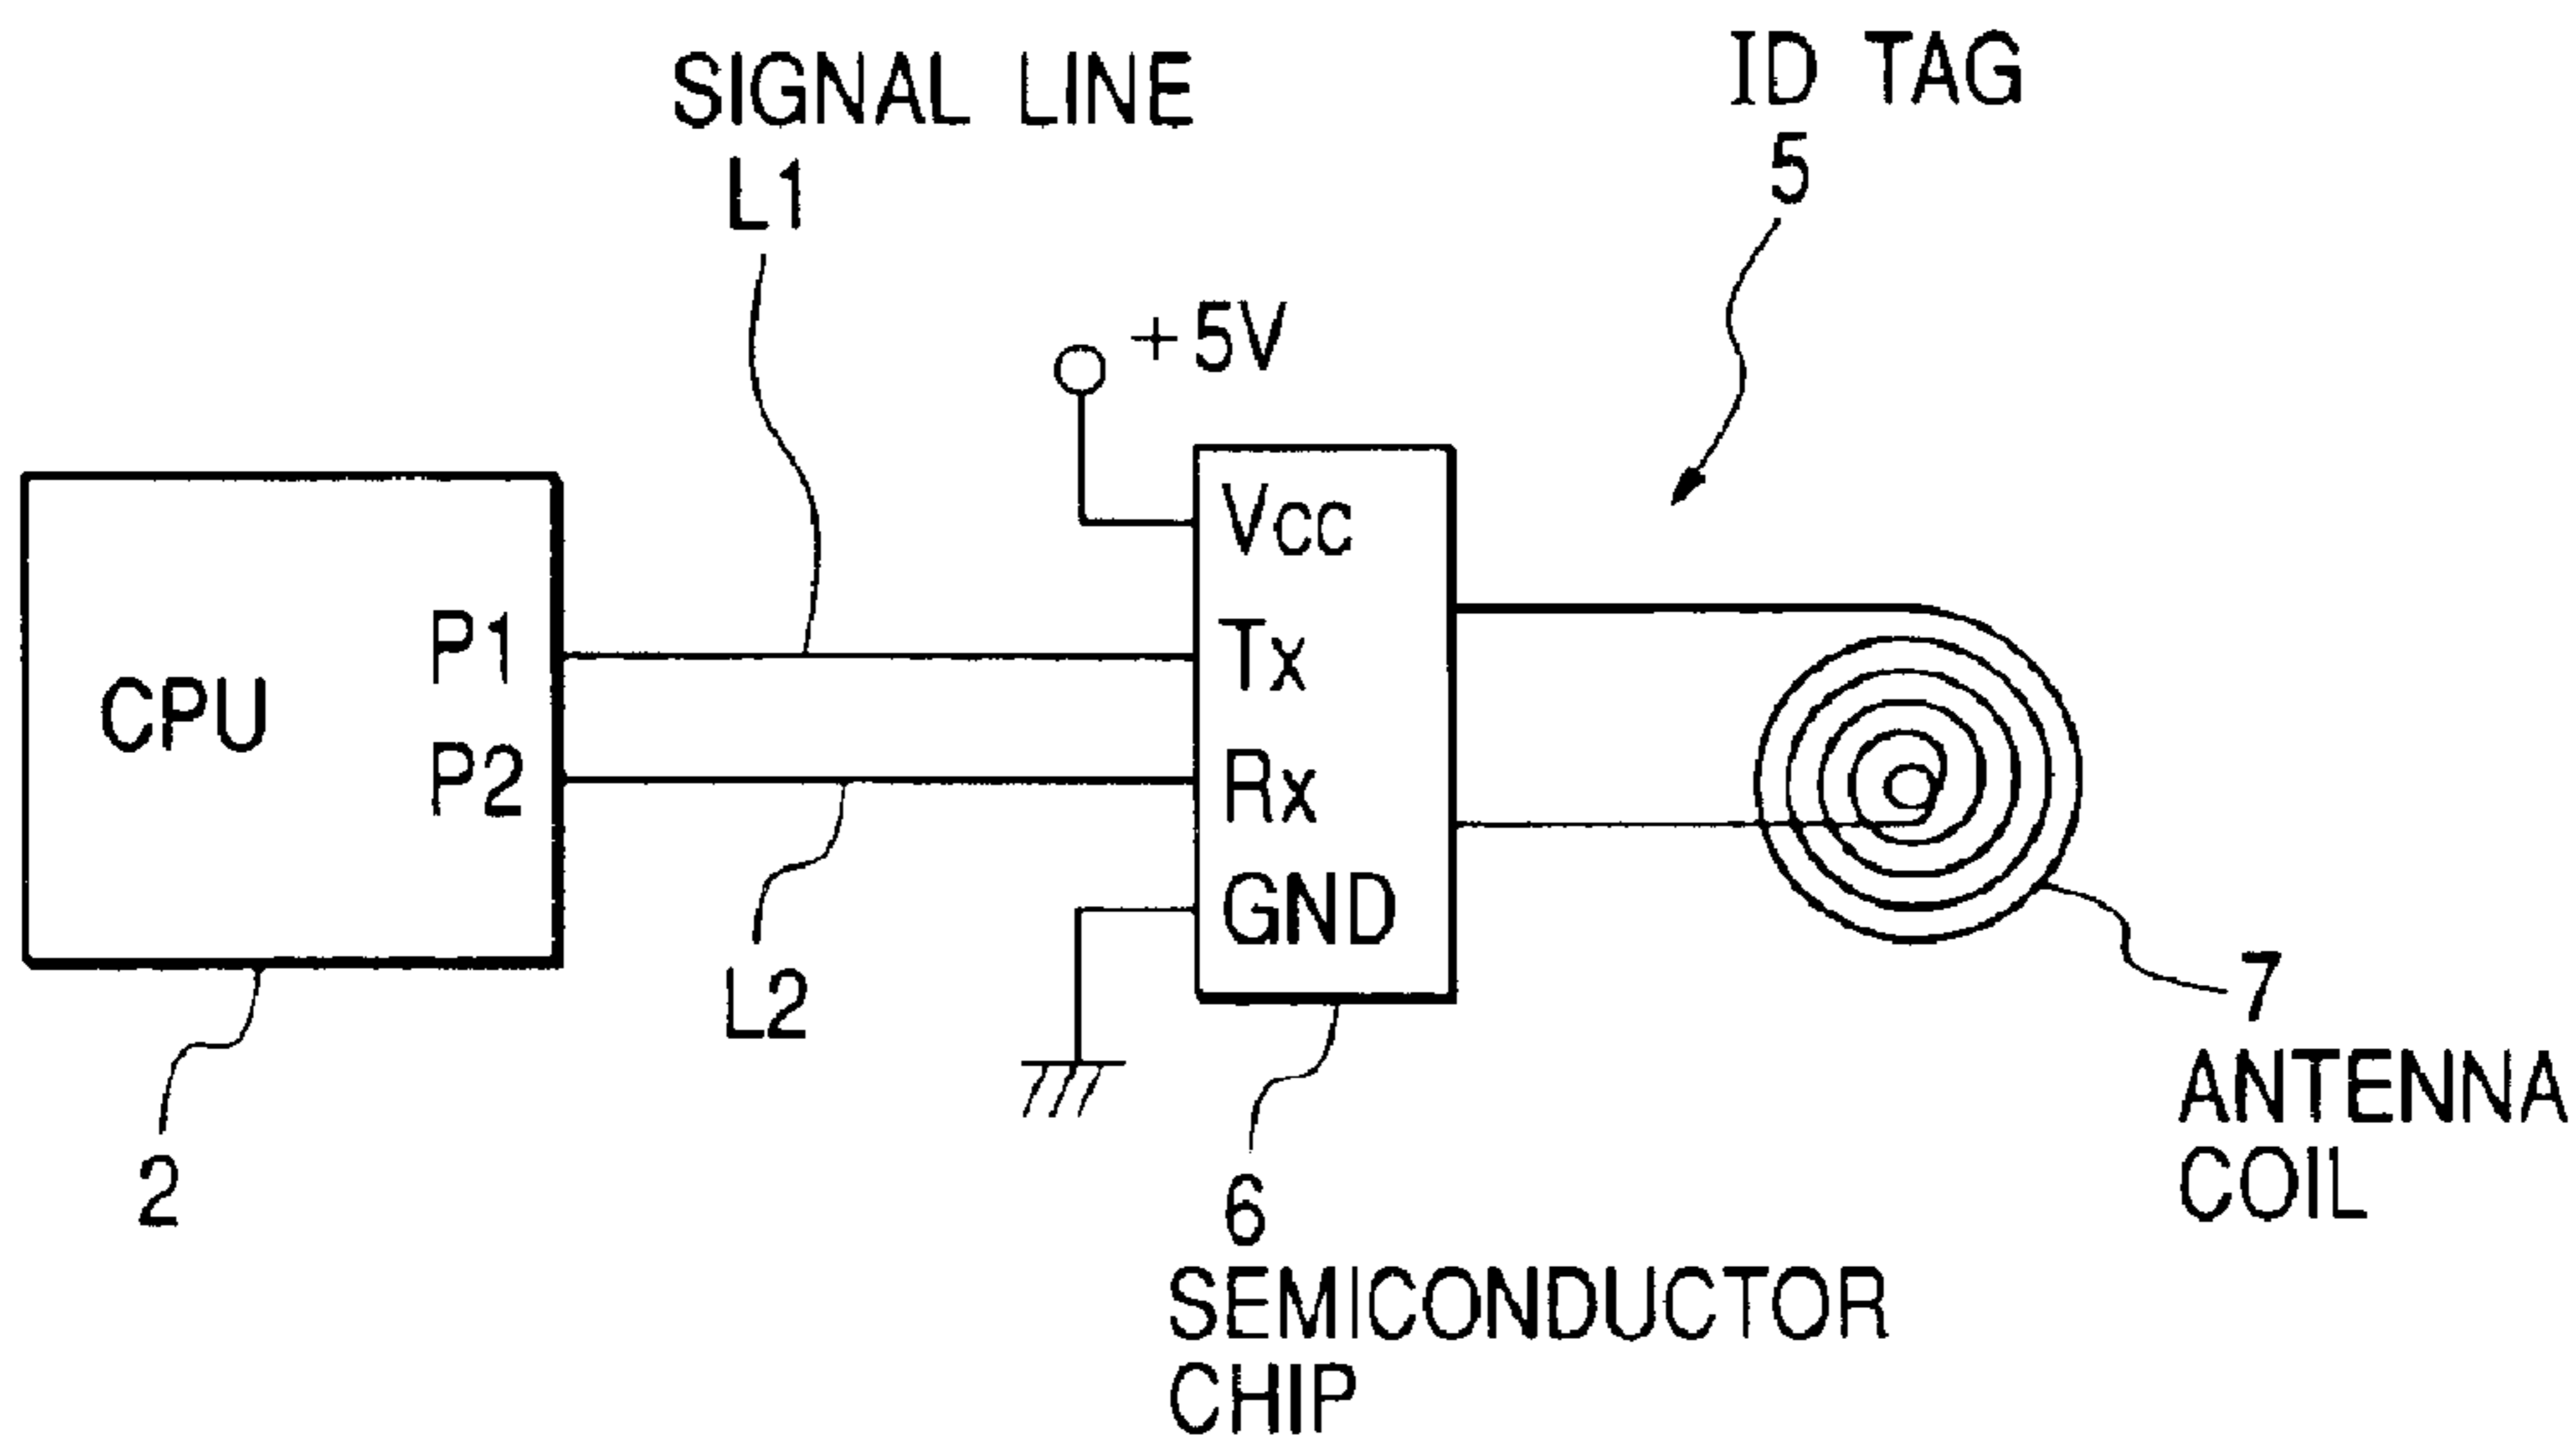 SIGNAL LINE
L1
ID TAG
5
+5V
CPU
P1
P2
Vcc
Tx
Rx
GND
L2
2
6
SEMICONDUCTOR
CHIP
7
ANTENNA
COIL